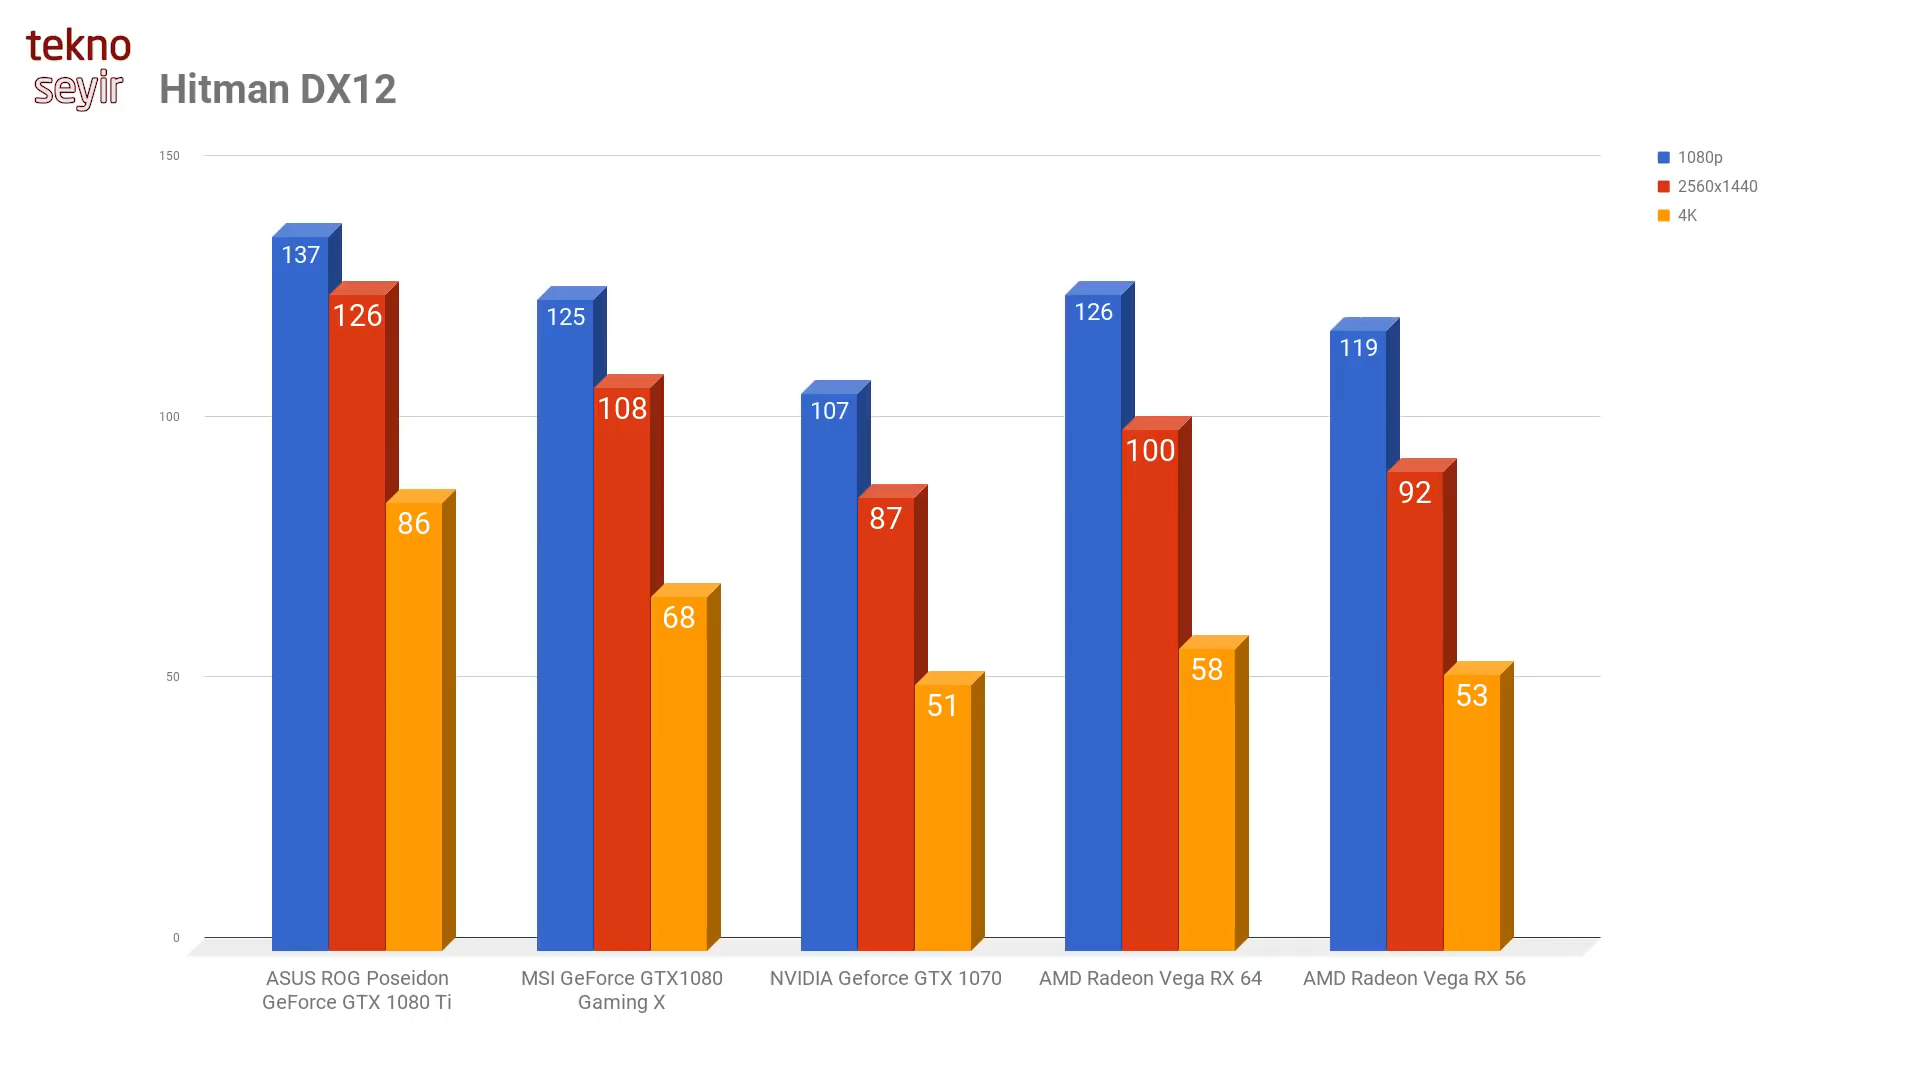 tekno
seyir
Hitman DX12
150
100
50
0
1080p
2560x1440
4K
137
126
86
125
108
68
107
87
51
126
100
58
119
92
53
ASUS ROG Poseidon
GeForce GTX 1080 Ti
MSI GeForce GTX1080
Gaming X
NVIDIA Geforce GTX 1070
AMD Radeon Vega RX 64
AMD Radeon Vega RX 56